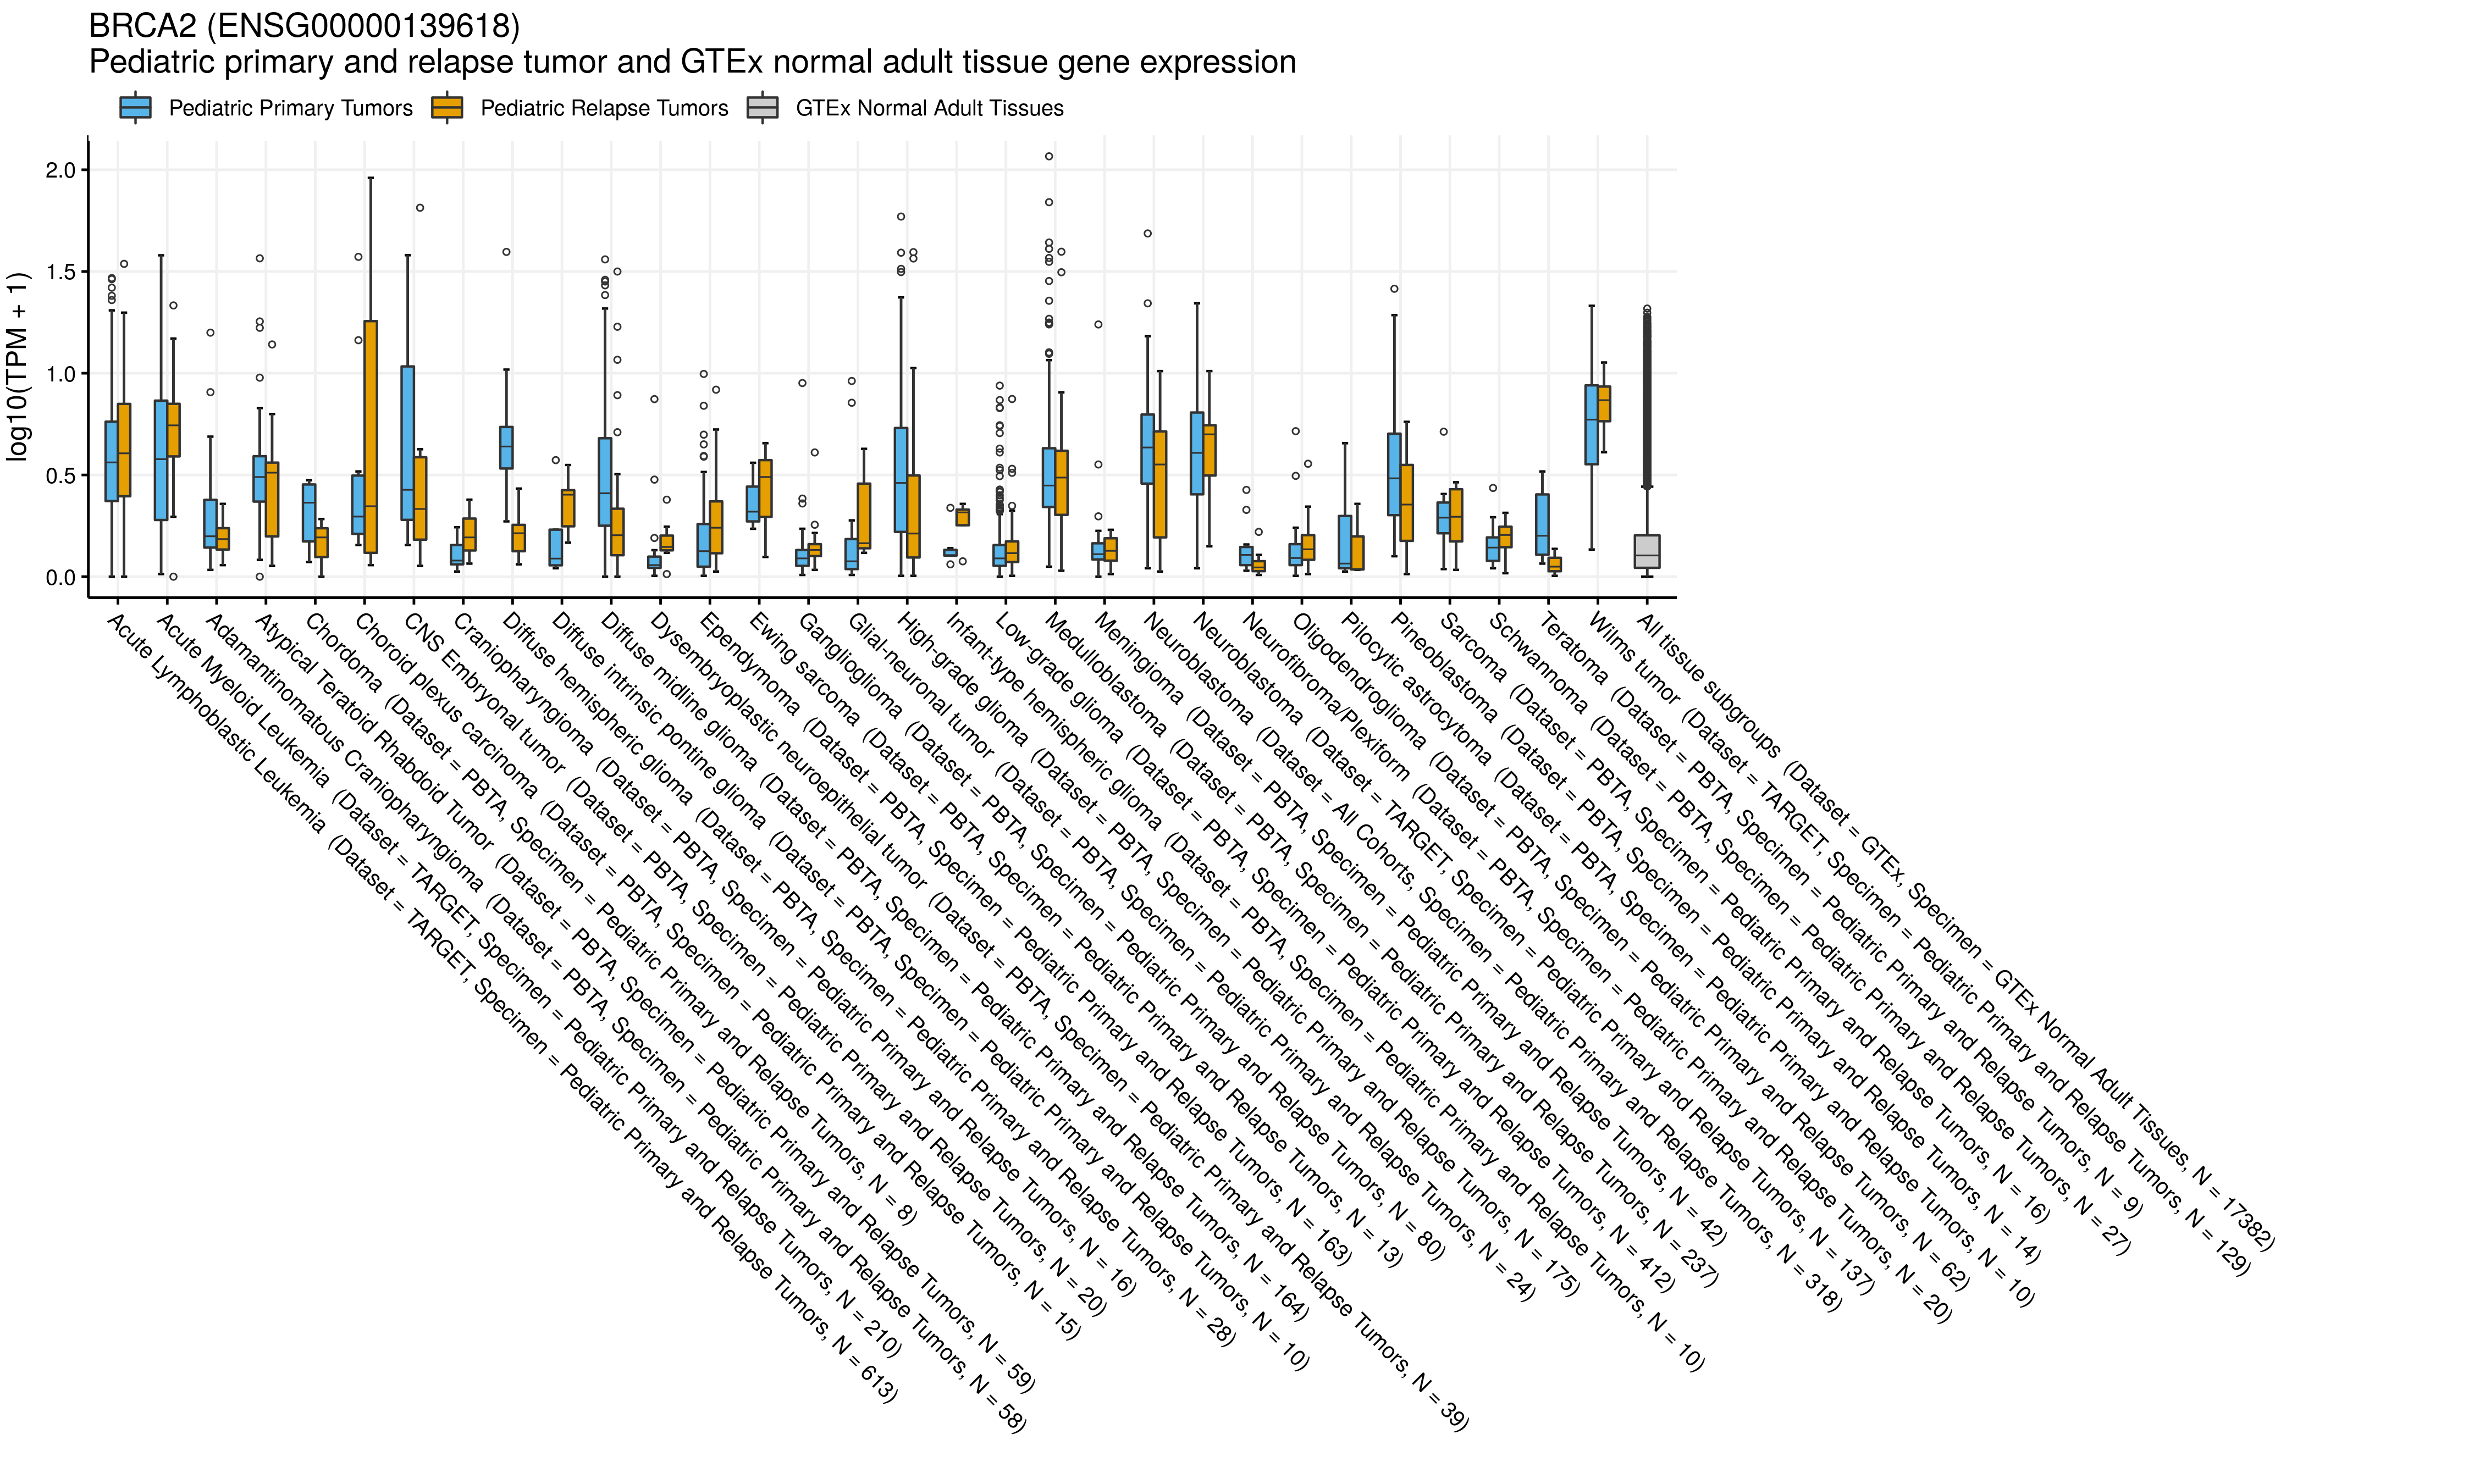 BRCA2 (ENSG00000139618)
Pediatric primary and relapse tumor and GTEx normal adult tissue gene expression
Pediatric Primary Tumors
Pediatric Relapse Tumors
GTEx Normal Adult Tissues
log10(TPM + 1)
2.0
1.5
1.0
0.5
0.0
Acute Lymphoblastic Leukemia (Dataset = TARGET, Specimen = Pediatric Primary and Relapse Tumors, N = 613)
Acute Myeloid Leukemia (Dataset = TARGET, Specimen = Pediatric Primary and Relapse Tumors, N = 210)
Adamantinomatous Craniopharyngioma (Dataset = PBTA, Specimen = Pediatric Primary and Relapse Tumors, N = 58)
Atypical Teratoid Rhabdoid Tumor (Dataset = PBTA, Specimen = Pediatric Primary and Relapse Tumors, N = 59)
Chordoma (Dataset = PBTA, Specimen = Pediatric Primary and Relapse Tumors, N = 8)
Choroid plexus carcinoma (Dataset = PBTA, Specimen = Pediatric Primary and Relapse Tumors, N = 15)
CNS Embryonal tumor (Dataset = PBTA, Specimen = Pediatric Primary and Relapse Tumors, N = 20)
Craniopharyngioma (Dataset = PBTA, Specimen = Pediatric Primary and Relapse Tumors, N = 16)
Diffuse hemispheric glioma (Dataset = PBTA, Specimen = Pediatric Primary and Relapse Tumors, N = 28)
Diffuse intrinsic pontine glioma (Dataset = PBTA, Specimen = Pediatric Primary and Relapse Tumors, N = 10)
Diffuse midline glioma (Dataset = PBTA, Specimen = Pediatric Primary and Relapse Tumors, N = 164)
Dysembryoplastic neuroepithelial tumor (Dataset = PBTA, Specimen = Pediatric Primary and Relapse Tumors, N = 39)
Ependymoma (Dataset = PBTA, Specimen = Pediatric Primary and Relapse Tumors, N = 163)
Ewing sarcoma (Dataset = PBTA, Specimen = Pediatric Primary and Relapse Tumors, N = 13)
Ganglioglioma (Dataset = PBTA, Specimen = Pediatric Primary and Relapse Tumors, N = 80)
Glial-neuronal tumor (Dataset = PBTA, Specimen = Pediatric Primary and Relapse Tumors, N = 24)
High-grade glioma (Dataset = PBTA, Specimen = Pediatric Primary and Relapse Tumors, N = 175)
Infant-type hemispheric glioma (Dataset = PBTA, Specimen = Pediatric Primary and Relapse Tumors, N = 10)
Low-grade glioma (Dataset = PBTA, Specimen = Pediatric Primary and Relapse Tumors, N = 412)
Medulloblastoma (Dataset = PBTA, Specimen = Pediatric Primary and Relapse Tumors, N = 237)
Meningioma (Dataset = PBTA, Specimen = Pediatric Primary and Relapse Tumors, N = 42)
Neuroblastoma (Dataset = All Cohorts, Specimen = Pediatric Primary and Relapse Tumors, N = 318)
Neuroblastoma (Dataset = TARGET, Specimen = Pediatric Primary and Relapse Tumors, N = 137)
Neurofibroma/Plexiform (Dataset = PBTA, Specimen = Pediatric Primary and Relapse Tumors, N = 20)
Oligodendroglioma (Dataset = PBTA, Specimen = Pediatric Primary and Relapse Tumors, N = 62)
Pilocytic astrocytoma (Dataset = PBTA, Specimen = Pediatric Primary and Relapse Tumors, N = 10)
Pineoblastoma (Dataset = PBTA, Specimen = Pediatric Primary and Relapse Tumors, N = 14)
Sarcoma (Dataset = PBTA, Specimen = Pediatric Primary and Relapse Tumors, N = 16)
Schwannoma (Dataset = PBTA, Specimen = Pediatric Primary and Relapse Tumors, N = 27)
Teratoma (Dataset = PBTA, Specimen = Pediatric Primary and Relapse Tumors, N = 9)
Wilms tumor (Dataset = TARGET, Specimen = Pediatric Primary and Relapse Tumors, N = 129)
All tissue subgroups (Dataset = GTEx, Specimen = GTEx Normal Adult Tissues, N = 17382)